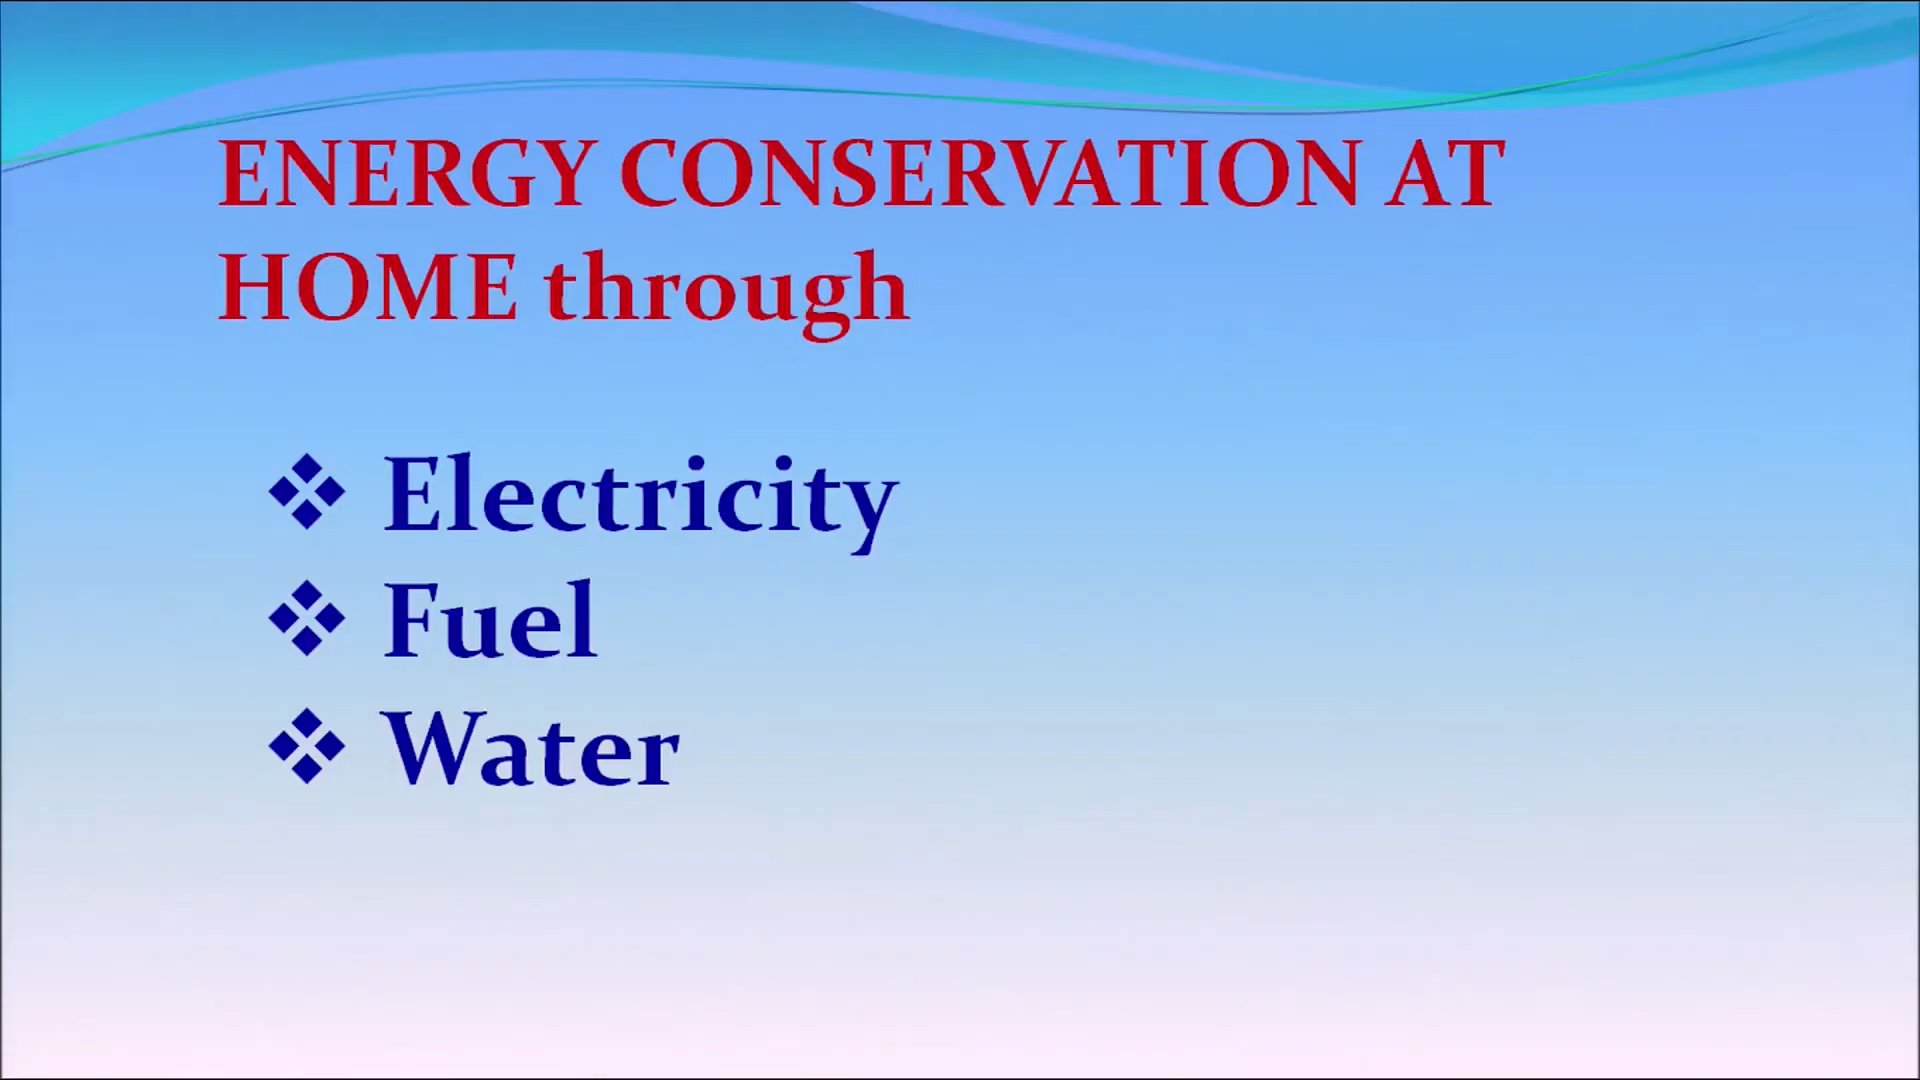 ENERGY CONSERVATION AT
HOME through
❖ Electricity
❖ Fuel
❖ Water